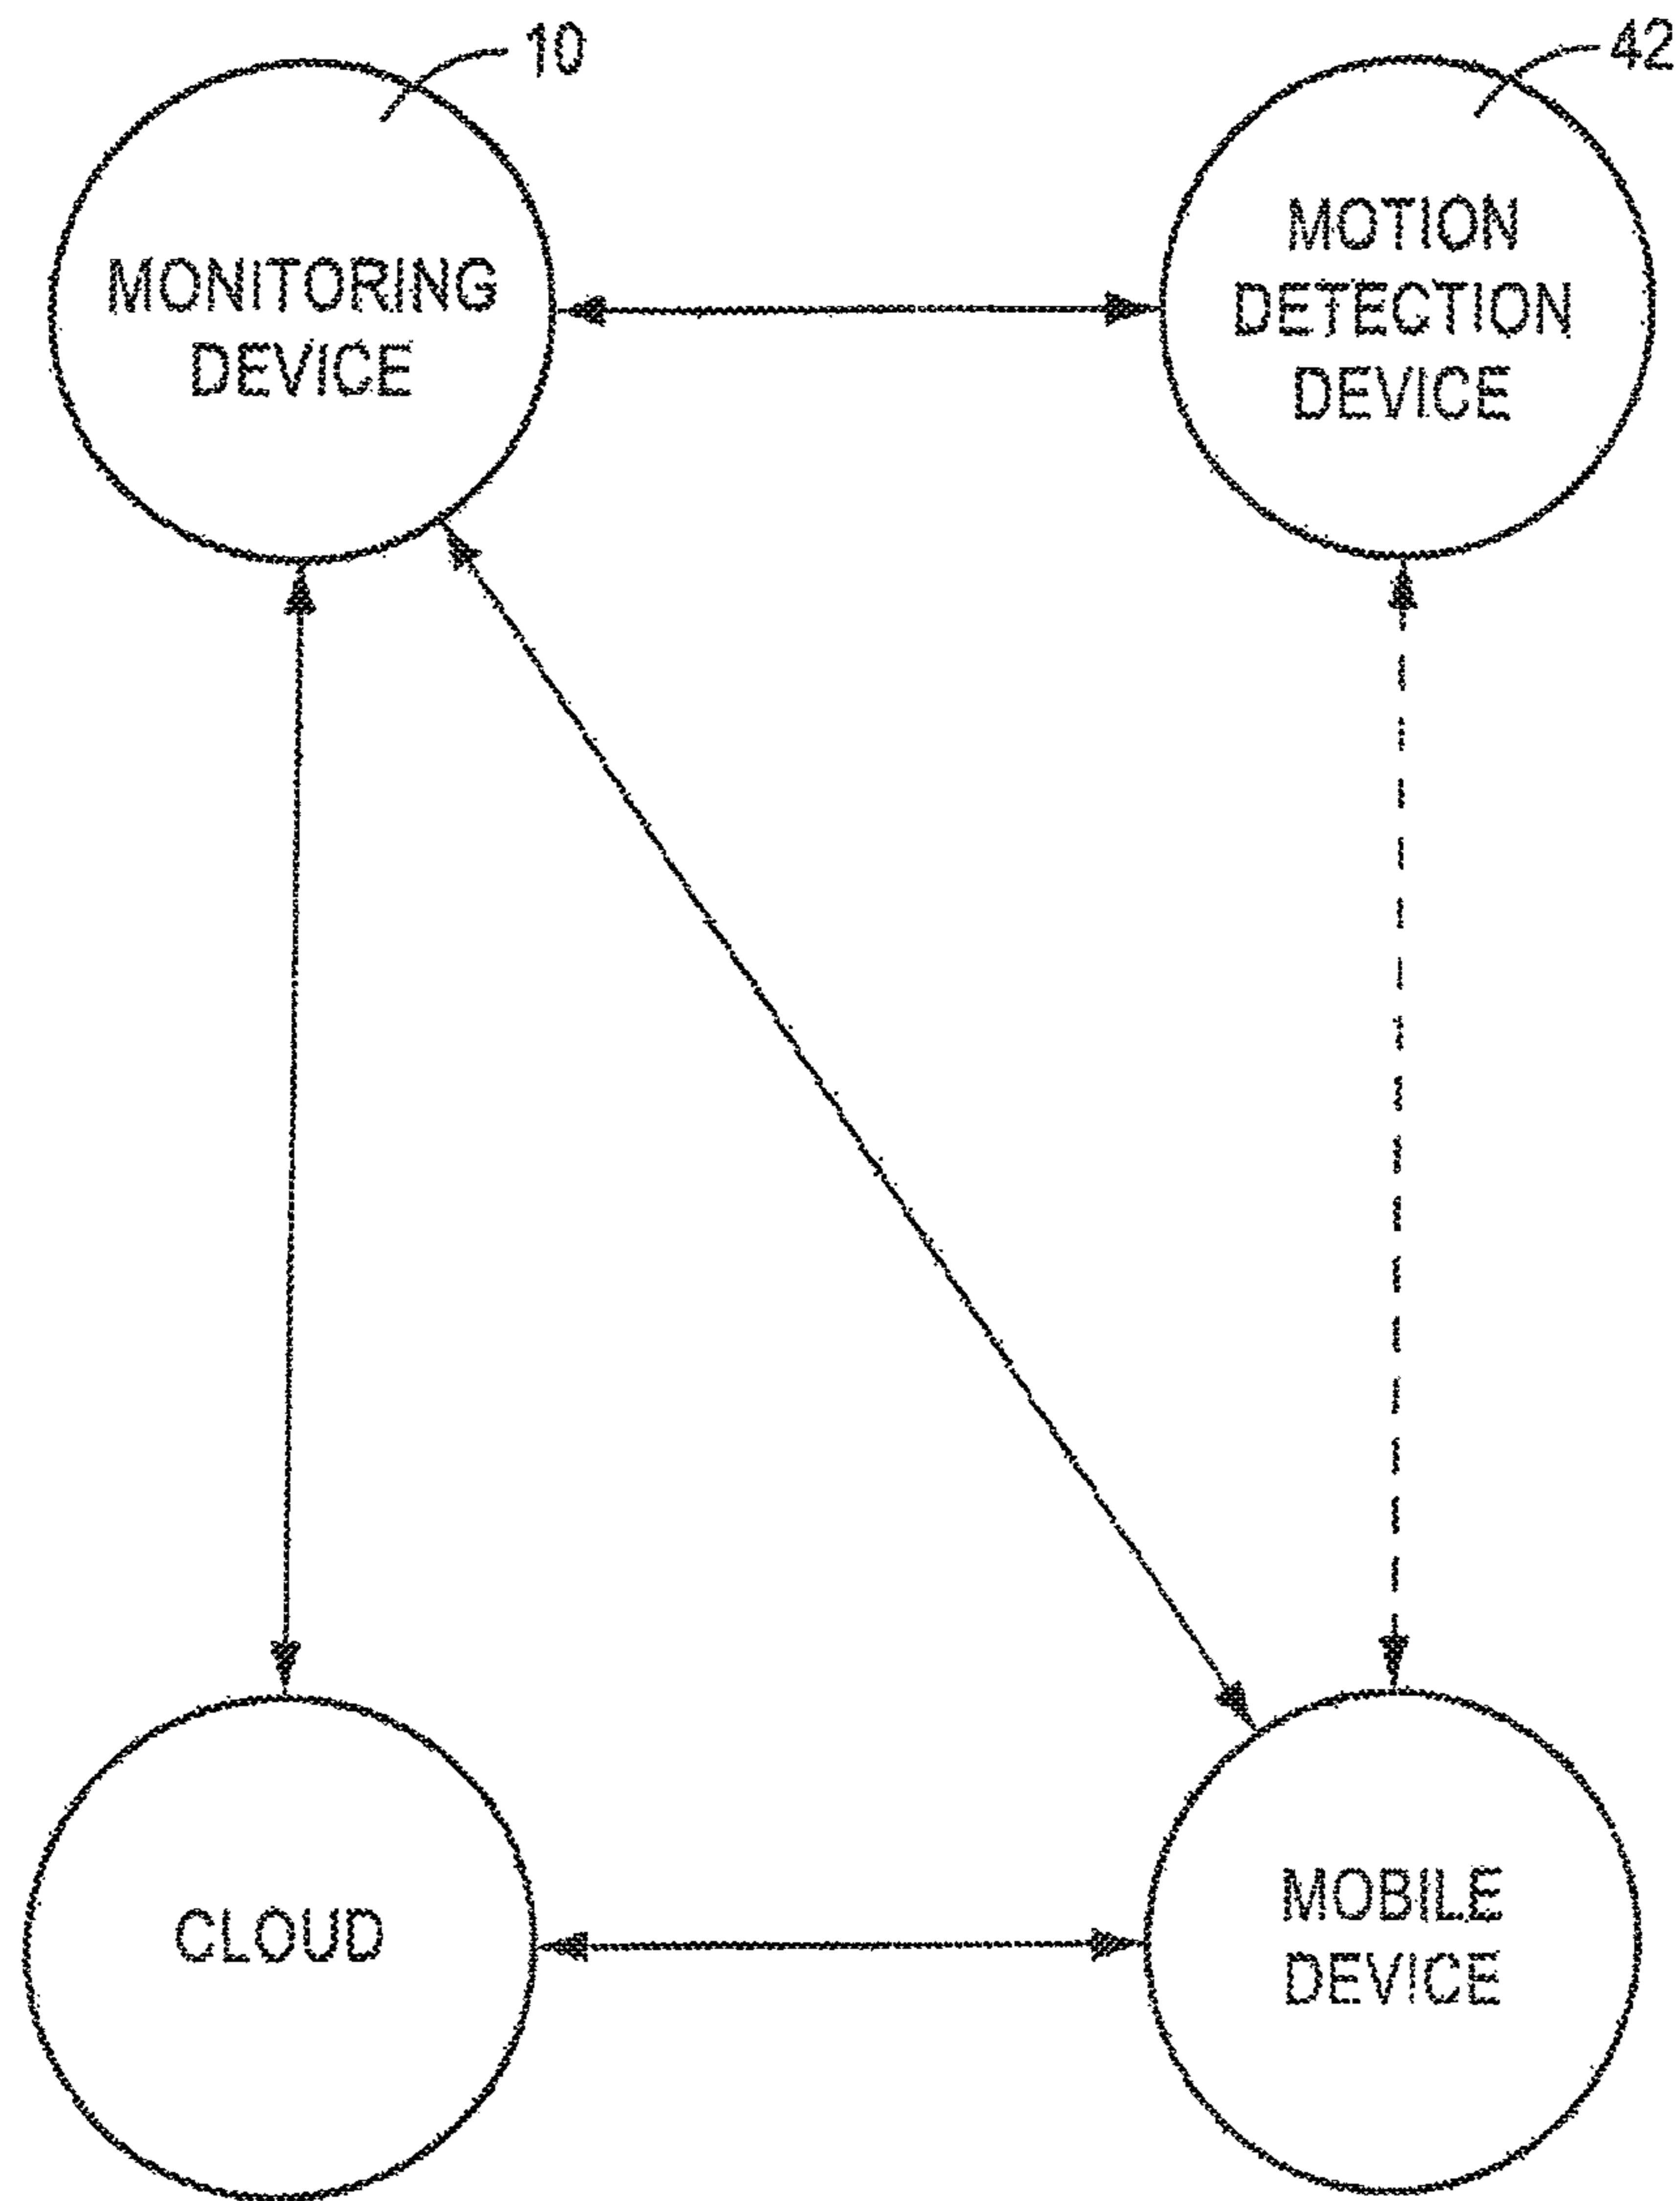 10
42
MONITORING
DEVICE
MOTION
DETECTION
DEVICE
CLOUD
MOBILE
DEVICE